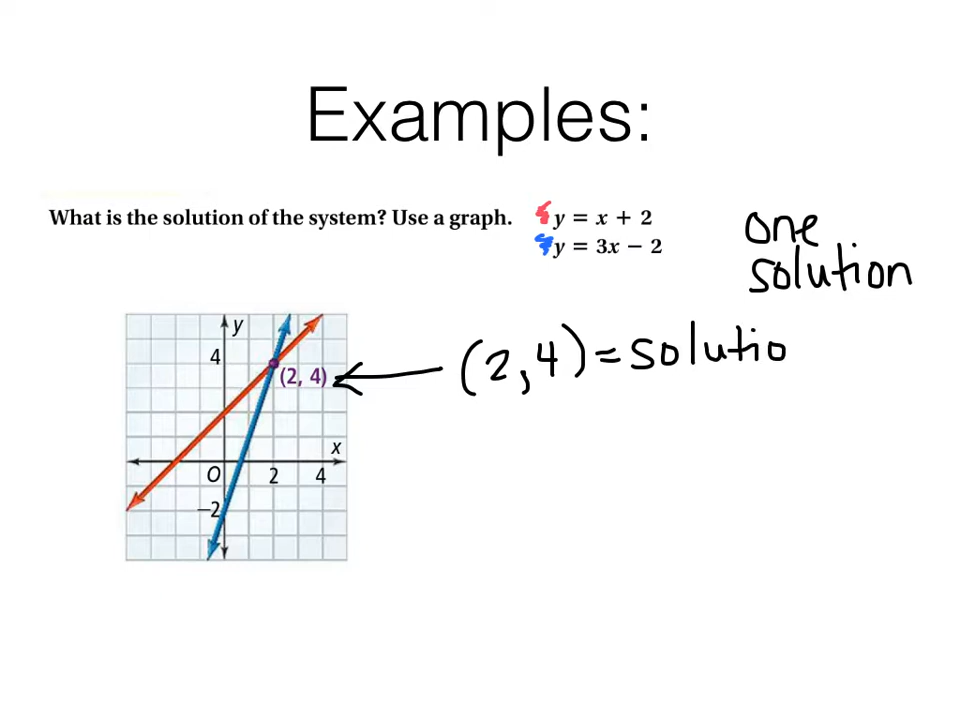 Examples:
What is the solution of the system? Use a graph. y = x + 2
y = 3x − 2
one
solution
(2,4)=solutio
y
4
(2, 4)
x
O 2 4
−2